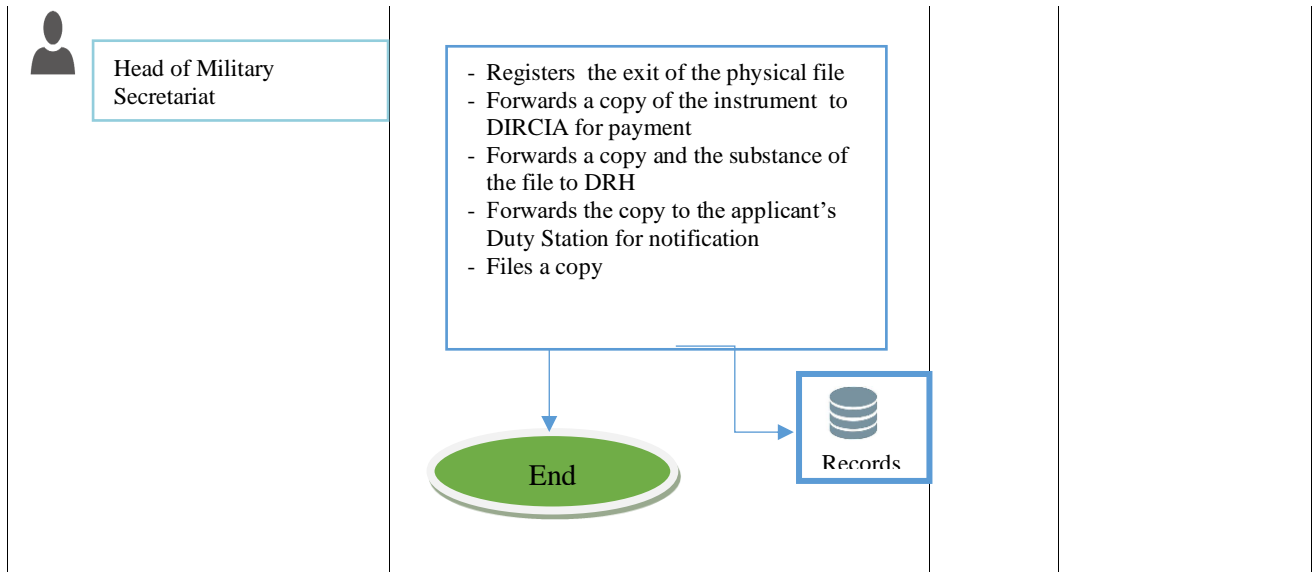 Head of Military
Secretariat
- Registers the exit of the physical file
- Forwards a copy of the instrument to
DIRCIA for payment
- Forwards a copy and the substance of
the file to DRH
- Forwards the copy to the applicant's
Duty Station for notification
- Files a copy
Records
End